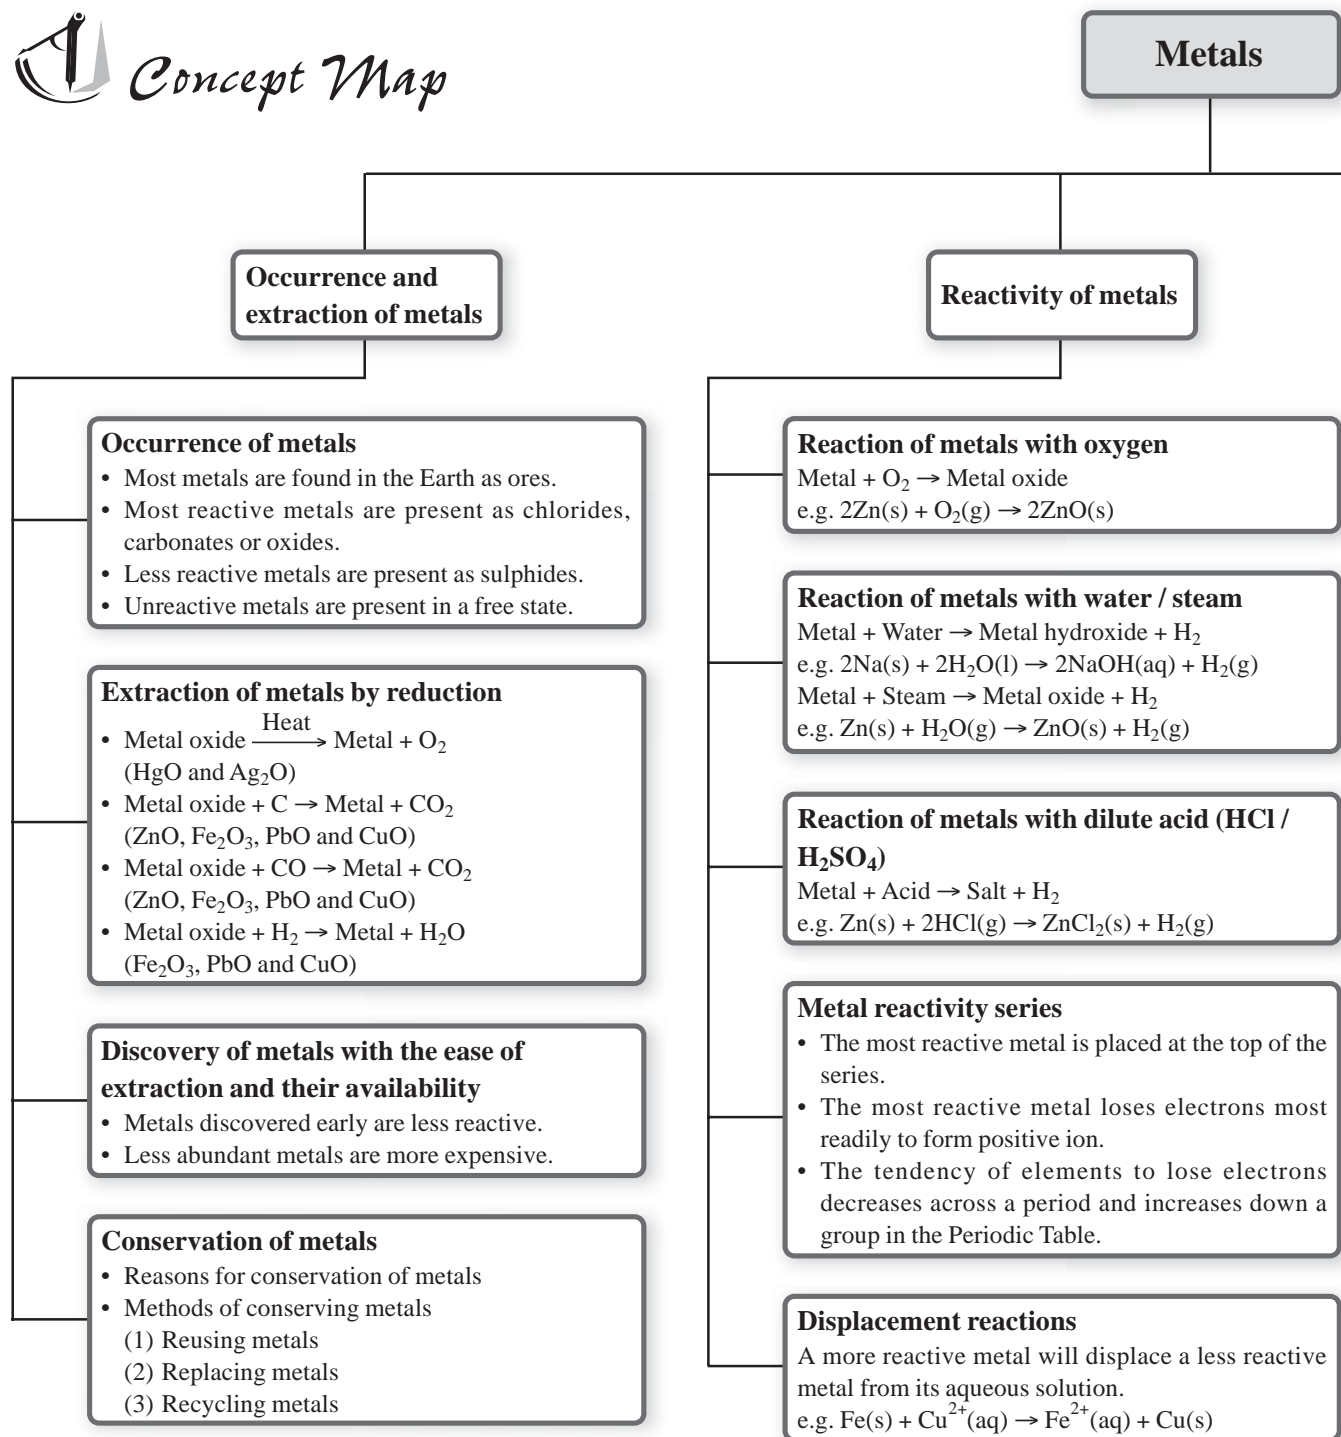 Concept Map
Metals
Occurrence and
extraction of metals
Occurrence of metals
• Most metals are found in the Earth as ores.
• Most reactive metals are present as chlorides,
carbonates or oxides.
• Less reactive metals are present as sulphides.
• Unreactive metals are present in a free state.
Extraction of metals by reduction
Heat
• Metal oxide ⟶ Metal + O₂
(HgO and Ag₂O)
• Metal oxide + C → Metal + CO₂
(ZnO, Fe₂O₃, PbO and CuO)
• Metal oxide + CO → Metal + CO₂
(ZnO, Fe₂O₃, PbO and CuO)
• Metal oxide + H₂ → Metal + H₂O
(Fe₂O₃, PbO and CuO)
Discovery of metals with the ease of
extraction and their availability
• Metals discovered early are less reactive.
• Less abundant metals are more expensive.
Conservation of metals
• Reasons for conservation of metals
• Methods of conserving metals
(1) Reusing metals
(2) Replacing metals
(3) Recycling metals
Reactivity of metals
Reaction of metals with oxygen
Metal + O₂ → Metal oxide
e.g. 2Zn(s) + O₂(g) → 2ZnO(s)
Reaction of metals with water / steam
Metal + Water → Metal hydroxide + H₂
e.g. 2Na(s) + 2H₂O(l) → 2NaOH(aq) + H₂(g)
Metal + Steam → Metal oxide + H₂
e.g. Zn(s) + H₂O(g) → ZnO(s) + H₂(g)
Reaction of metals with dilute acid (HCl /
H₂SO₄)
Metal + Acid → Salt + H₂
e.g. Zn(s) + 2HCl(g) → ZnCl₂(s) + H₂(g)
Metal reactivity series
• The most reactive metal is placed at the top of the
series.
• The most reactive metal loses electrons most
readily to form positive ion.
• The tendency of elements to lose electrons
decreases across a period and increases down a
group in the Periodic Table.
Displacement reactions
A more reactive metal will displace a less reactive
metal from its aqueous solution.
e.g. Fe(s) + Cu²⁺(aq) → Fe²⁺(aq) + Cu(s)